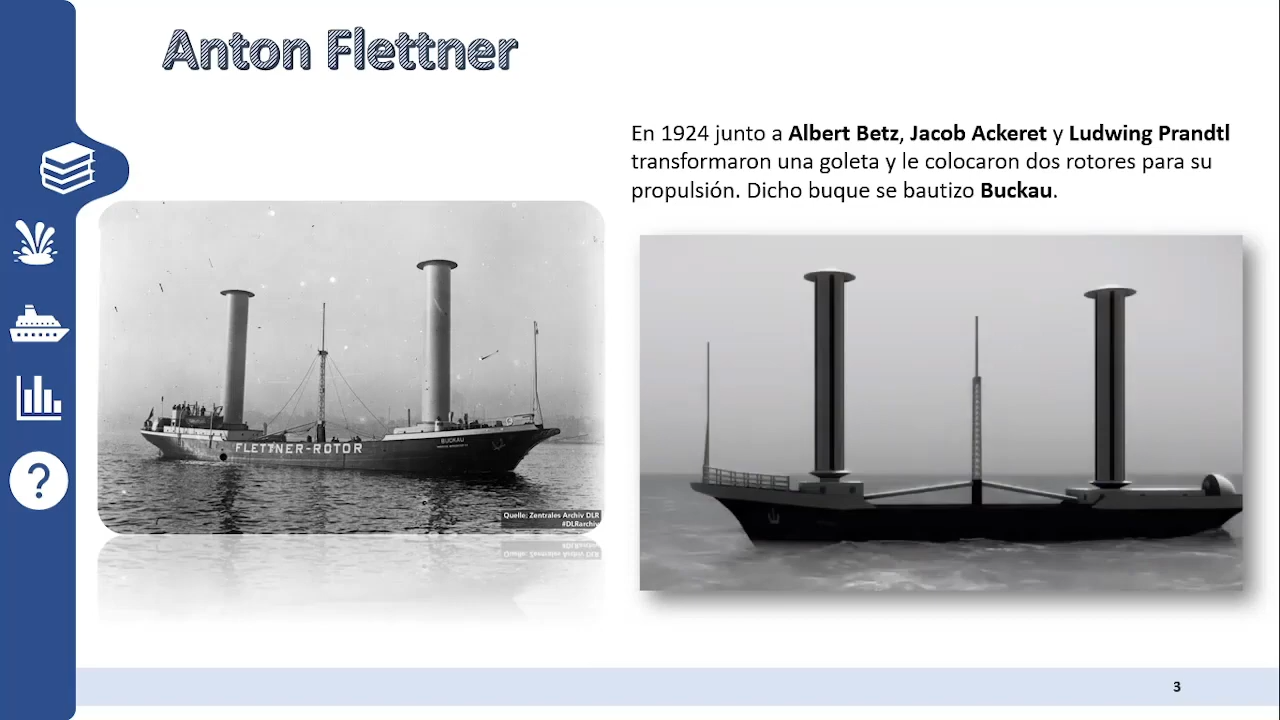 Anton Flettner
En 1924 junto a Albert Betz, Jacob Ackeret y Ludwing Prandtl
transformaron una goleta y le colocaron dos rotores para su
propulsión. Dicho buque se bautizo Buckau.
FLETTNER-ROTOR
BUCKAU
Quelle: Zentrales Archiv DLR
#DLRarchiv
3